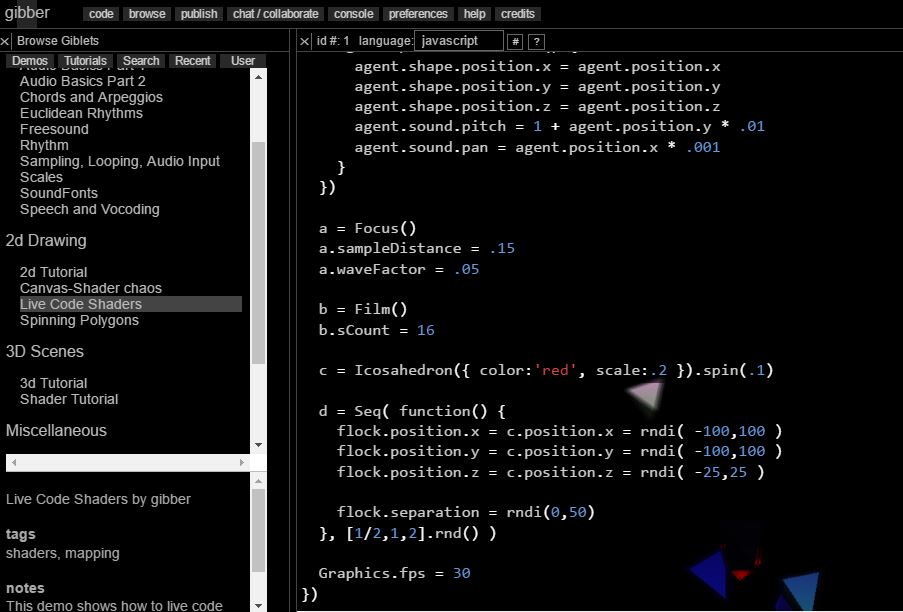 gibber
code browse publish chat / collaborate console preferences help credits
× Browse Giblets
Demos Tutorials Search Recent User
Audio Basics Part 1
Audio Basics Part 2
Chords and Arpeggios
Euclidean Rhythms
Freesound
Rhythm
Sampling, Looping, Audio Input
Scales
SoundFonts
Speech and Vocoding
2d Drawing
2d Tutorial
Canvas-Shader chaos
Live Code Shaders
Spinning Polygons
3D Scenes
3d Tutorial
Shader Tutorial
Miscellaneous
Live Code Shaders by gibber
tags
shaders, mapping
notes
This demo shows how to live code
× id #: 1 language: javascript # ?
agent.shape.position.x = agent.position.x
agent.shape.position.y = agent.position.y
agent.shape.position.z = agent.position.z
agent.sound.pitch = 1 + agent.position.y * .01
agent.sound.pan = agent.position.x * .001
}
})
a = Focus()
a.sampleDistance = .15
a.waveFactor = .05
b = Film()
b.sCount = 16
c = Icosahedron({ color:'red', scale:.2 }).spin(.1)
d = Seq( function() {
flock.position.x = c.position.x = rndi( -100,100 )
flock.position.y = c.position.y = rndi( -100,100 )
flock.position.z = c.position.z = rndi( -25,25 )
flock.separation = rndi(0,50)
}, [1/2,1,2].rnd() )
Graphics.fps = 30
})